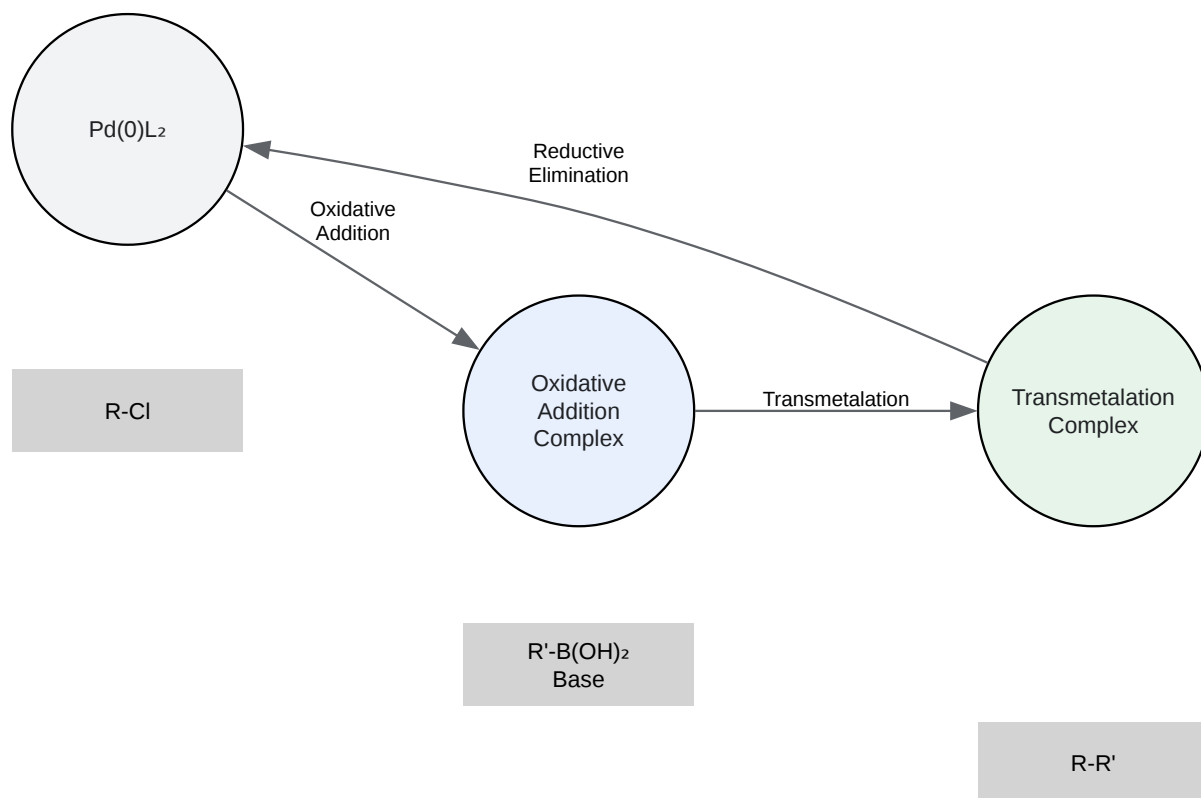 Pd(0)L₂
Reductive
Elimination
Oxidative
Addition
Oxidative
Addition
Complex
Transmetalation
Transmetalation
Complex
R-Cl
R'-B(OH)₂
Base
R-R'